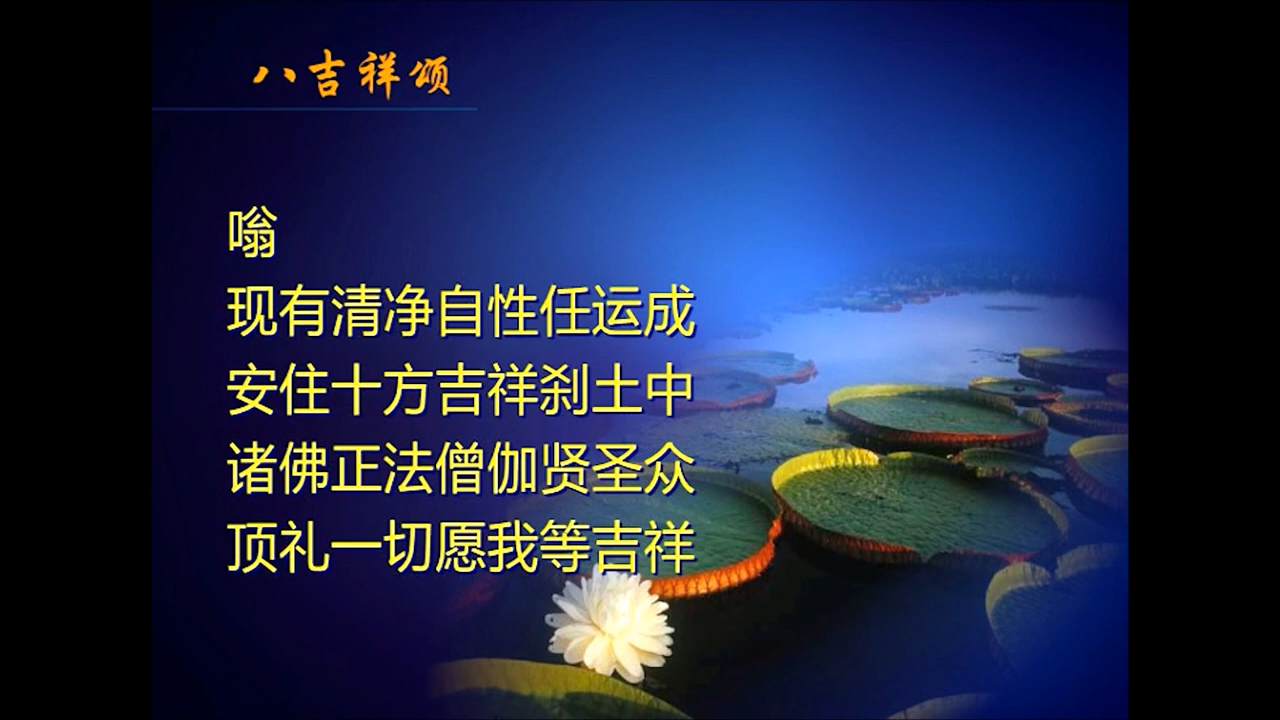 八吉祥颂
嗡
现有清净自性任运成
安住十方吉祥刹土中
诸佛正法僧伽贤圣众
顶礼一切愿我等吉祥